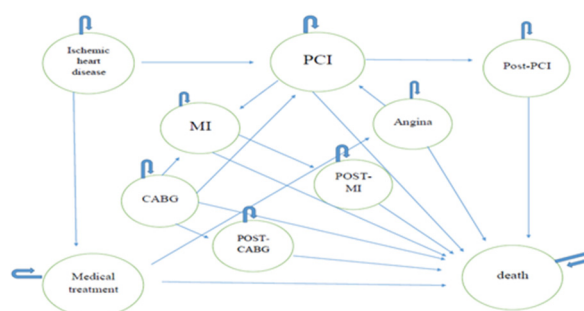 Ischemic
heart
disease
PCI
Post-PCI
MI
Angina
CABG
POST-
MI
POST-
CABG
Medical
treatment
death